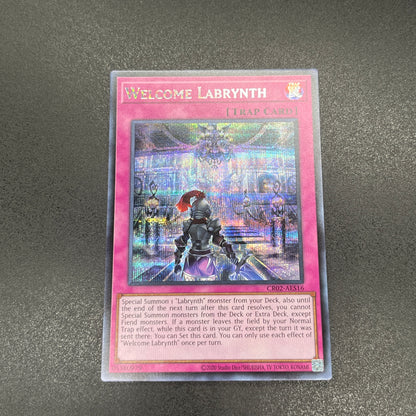 WELCOME LABRYNTH
[TRAP CARD]
CR02-AES16
Special Summon 1 "Labrynth" monster from your Deck, also until
the end of the next turn after this card resolves, you cannot
Special Summon monsters from the Deck or Extra Deck, except
Fiend monsters. If a monster leaves the field by your Normal
Trap effect, while this card is in your GY, except the turn it was
sent there: You can Set this card. You can only use each effect
of "Welcome Labrynth" once per turn.
©2020 Studio Dice/SHUEISHA, TV TOKYO, KONAMI